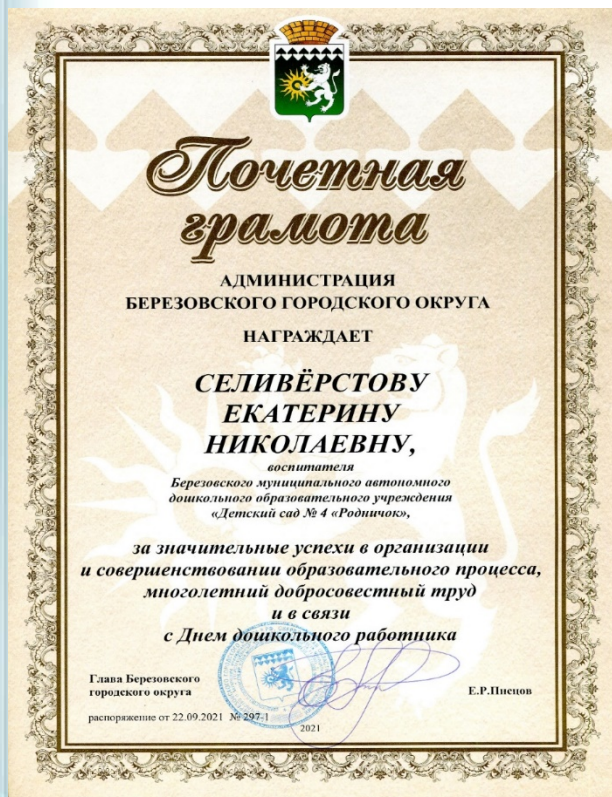 Почетная
грамота
АДМИНИСТРАЦИЯ
БЕРЕЗОВСКОГО ГОРОДСКОГО ОКРУГА
НАГРАЖДАЕТ
СЕЛИВЁРСТОВУ
ЕКАТЕРИНУ
НИКОЛАЕВНУ,
воспитателя
Березовского муниципального автономного
дошкольного образовательного учреждения
«Детский сад № 4 «Родничок»,
за значительные успехи в организации
и совершенствовании образовательного процесса,
многолетний добросовестный труд
и в связи
с Днем дошкольного работника
Глава Березовского
городского округа
Е.Р.Писцов
распоряжение от 22.09.2021 № 297-1
2021